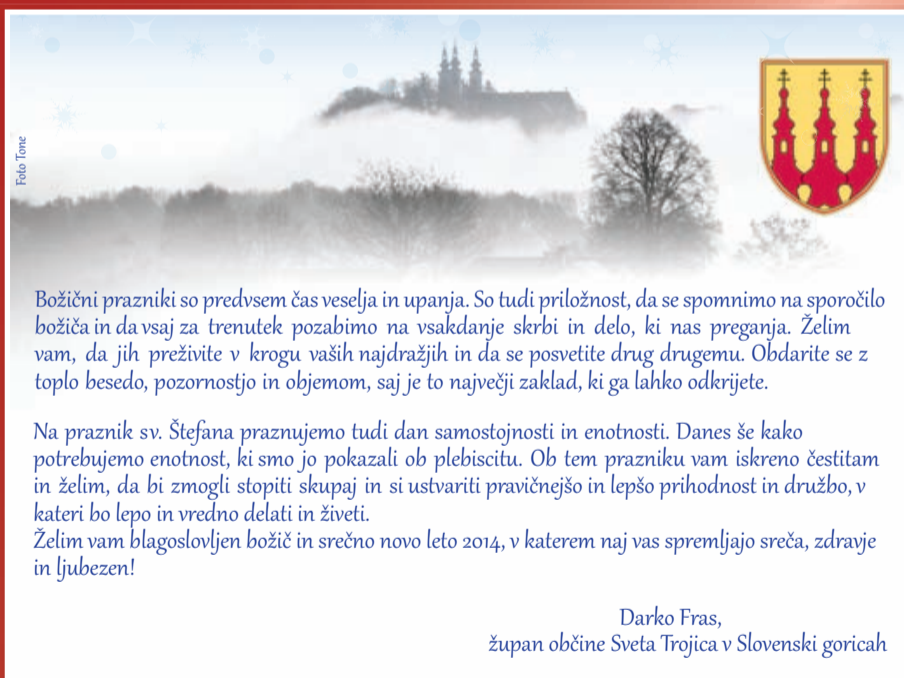 Foto Tone
Božični prazniki so predvsem čas veselja in upanja. So tudi priložnost, da se spomnimo na sporočilo
božiča in da vsaj za trenutek pozabimo na vsakdanje skrbi in delo, ki nas preganja. Želim
vam, da jih preživite v krogu vaših najdražjih in da se posvetite drug drugemu. Obdarite se z
toplo besedo, pozornostjo in objemom, saj je to največji zaklad, ki ga lahko odkrijete.
Na praznik sv. Štefana praznujemo tudi dan samostojnosti in enotnosti. Danes še kako
potrebujemo enotnost, ki smo jo pokazali ob plebiscitu. Ob tem prazniku vam iskreno čestitam
in želim, da bi zmogli stopiti skupaj in si ustvariti pravičnejšo in lepšo prihodnost in družbo, v
kateri bo lepo in vredno delati in živeti.
Želim vam blagoslovljen božič in srečno novo leto 2014, v katerem naj vas spremljajo sreča, zdravje
in ljubezen!
Darko Fras,
župan občine Sveta Trojica v Slovenski goricah